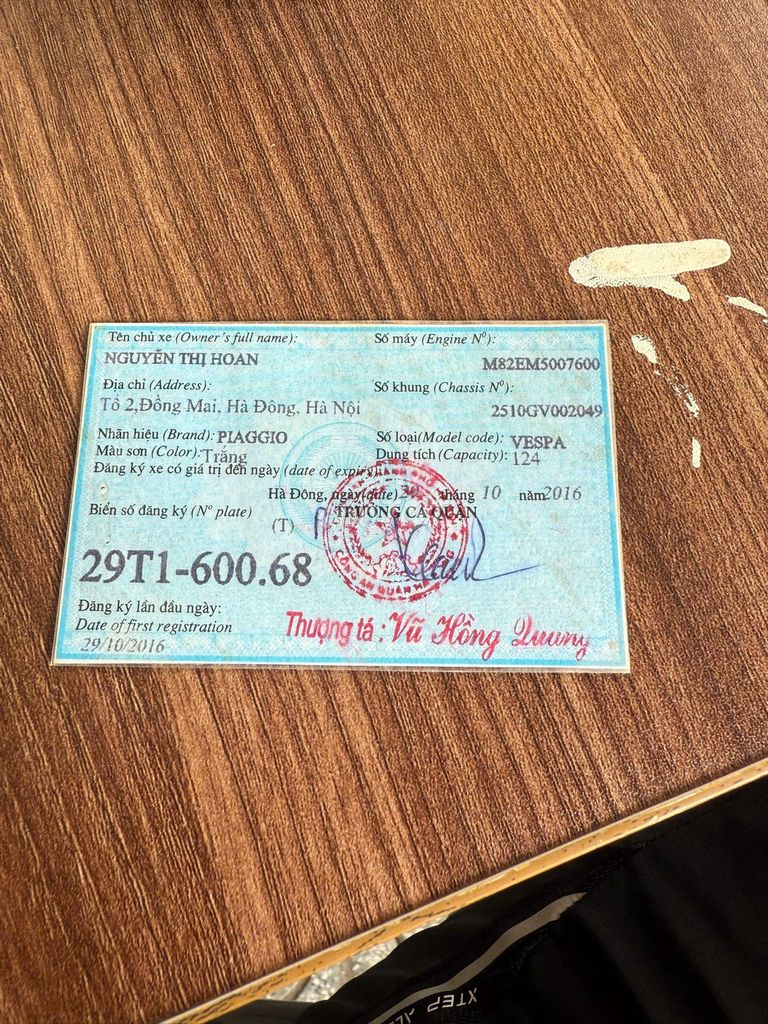 Tên chủ xe (Owner's full name):
NGUYỄN THỊ HOAN
Số máy (Engine N⁰):
M82EM5007600
Địa chỉ (Address):
Tổ 2,Đồng Mai, Hà Đông, Hà Nội
Số khung (Chassis N⁰):
2510GV002049
Nhãn hiệu (Brand): PIAGGIO
Số loại(Model code): VESPA
Màu sơn (Color): Trắng
Dung tích (Capacity): 124
Đăng ký xe có giá trị đến ngày (date of expiry)
Hà Đông, ngày(date) tháng 10 năm2016
Biển số đăng ký (N⁰ plate)
(T)
TRƯỞNG CA QUẬN
29T1-600.68
Đăng ký lần đầu ngày:
Date of first registration
29/10/2016
Thượng tá : Vũ Hồng Quang
XTEP